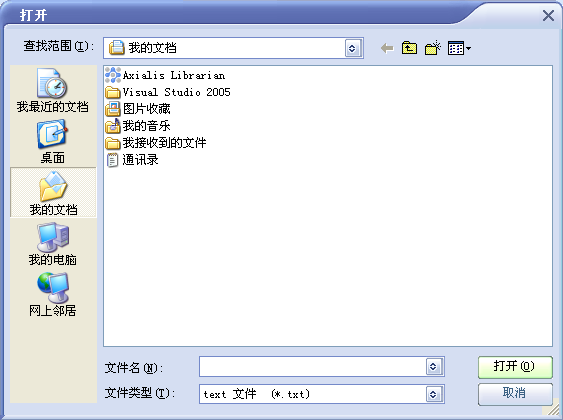 打开
查找范围(I):
我的文档
Axialis Librarian
Visual Studio 2005
图片收藏
我的音乐
我接收到的文件
通讯录
我最近的文档
桌面
我的文档
我的电脑
网上邻居
文件名(N):
打开(O)
文件类型(T):
text 文件 (*.txt)
取消